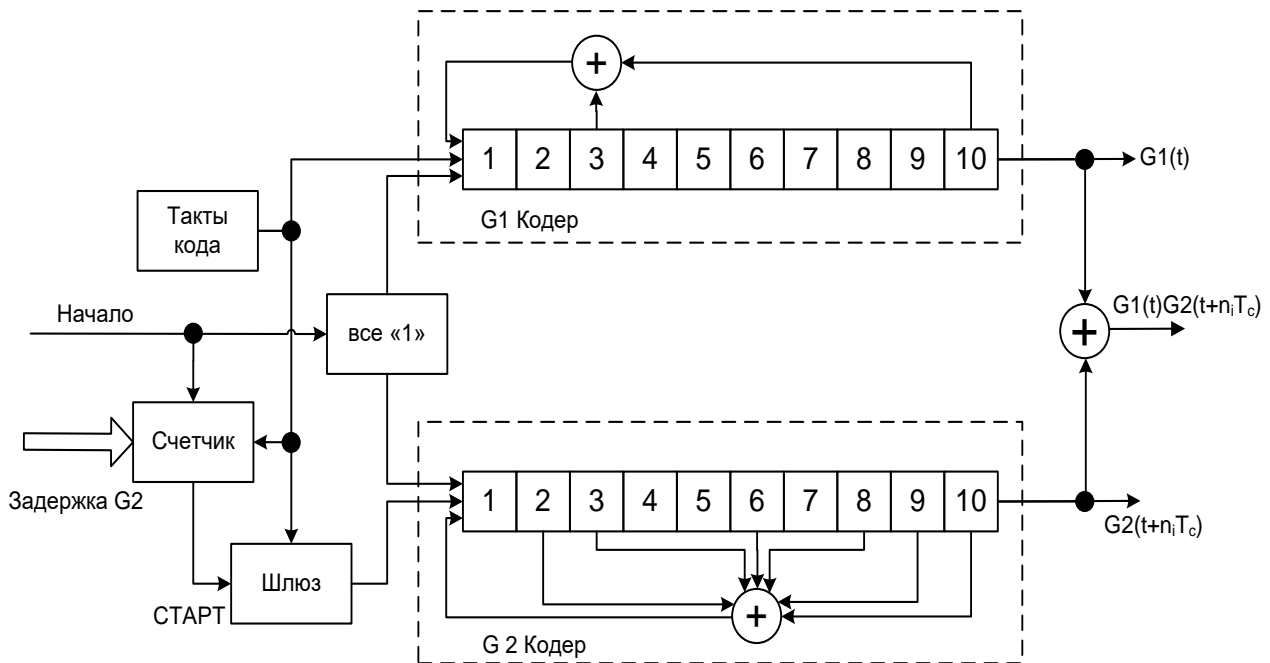 +
1 2 3 4 5 6 7 8 9 10
G1(t)
G1 Кодер
Такты
кода
Начало
все «1»
G1(t)G2(t+nᵢT꜀)
+
Счетчик
Задержка G2
1 2 3 4 5 6 7 8 9 10
G2(t+nᵢT꜀)
Шлюз
СТАРТ
+
G 2 Кодер